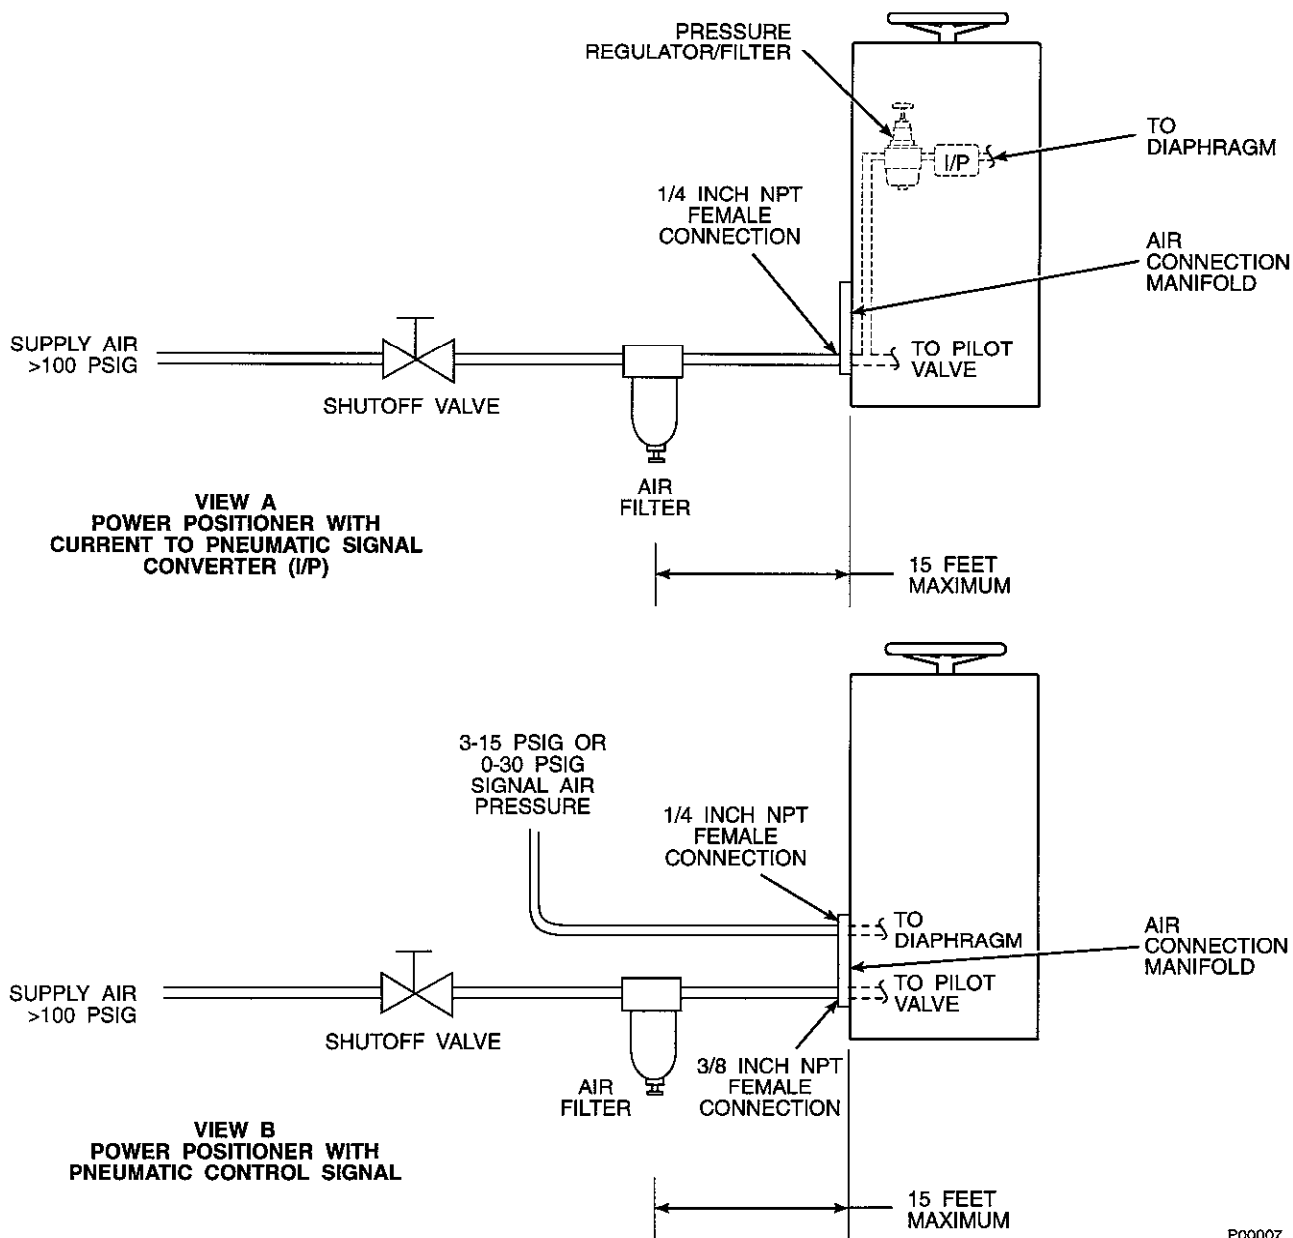 PRESSURE
REGULATOR/FILTER
TO
DIAPHRAGM
I/P
1/4 INCH NPT
FEMALE
CONNECTION
AIR
CONNECTION
MANIFOLD
SUPPLY AIR
>100 PSIG
TO PILOT
VALVE
SHUTOFF VALVE
AIR
FILTER
VIEW A
POWER POSITIONER WITH
CURRENT TO PNEUMATIC SIGNAL
CONVERTER (I/P)
15 FEET
MAXIMUM
3-15 PSIG OR
0-30 PSIG
SIGNAL AIR
PRESSURE
1/4 INCH NPT
FEMALE
CONNECTION
TO
DIAPHRAGM
AIR
CONNECTION
MANIFOLD
SUPPLY AIR
>100 PSIG
TO PILOT
VALVE
SHUTOFF VALVE
AIR
FILTER
3/8 INCH NPT
FEMALE
CONNECTION
VIEW B
POWER POSITIONER WITH
PNEUMATIC CONTROL SIGNAL
15 FEET
MAXIMUM
P00007